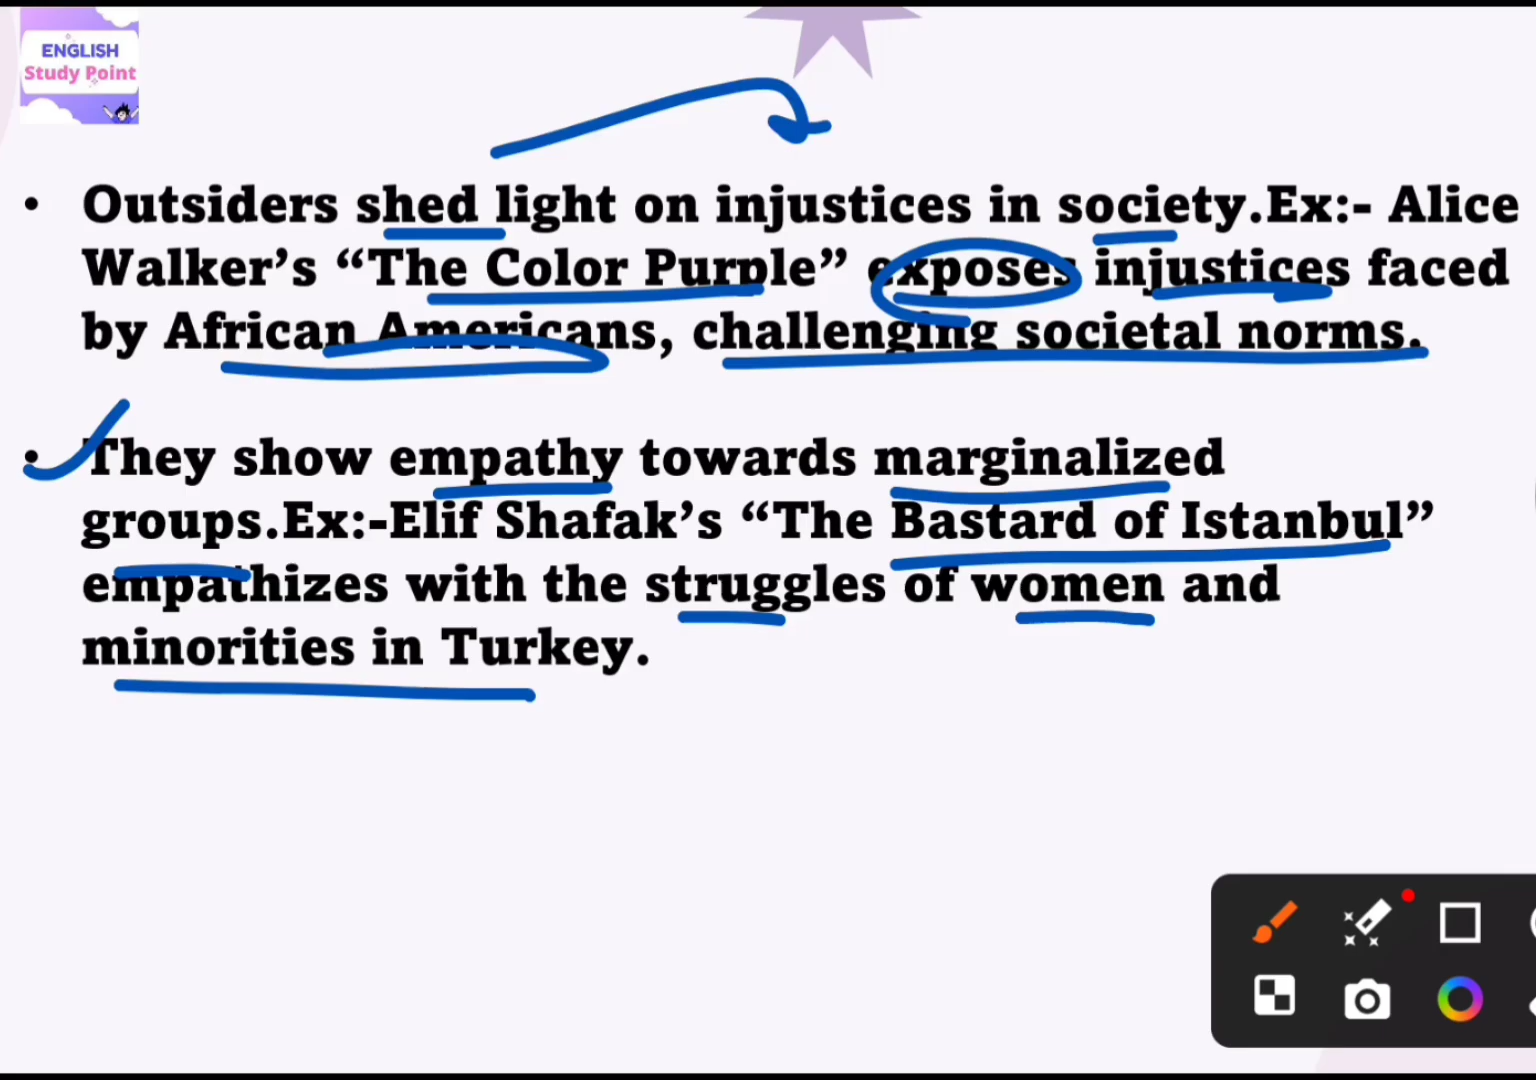 ENGLISH
Study Point
• Outsiders shed light on injustices in society.Ex:- Alice
Walker’s “The Color Purple” exposes injustices faced
by African Americans, challenging societal norms.
• They show empathy towards marginalized
groups.Ex:-Elif Shafak’s “The Bastard of Istanbul”
empathizes with the struggles of women and
minorities in Turkey.